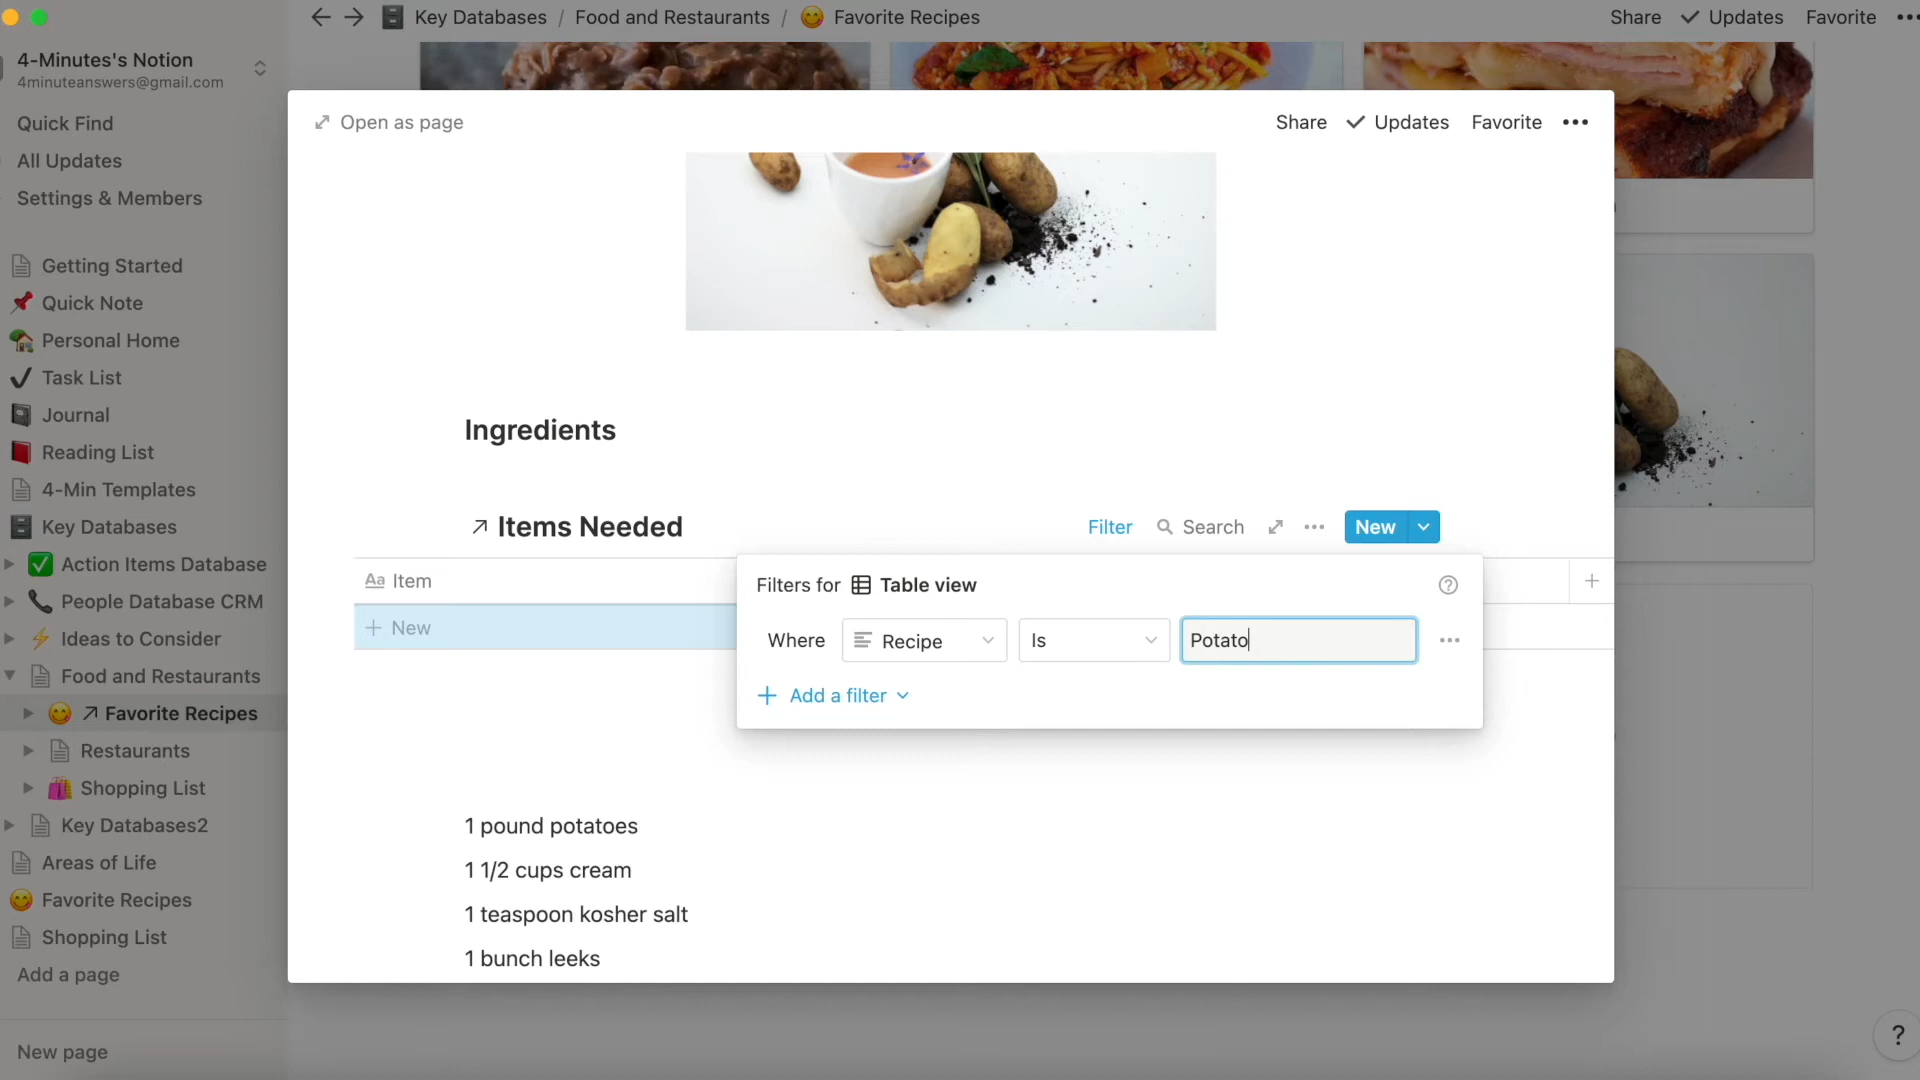 Key Databases / Food and Restaurants / Favorite Recipes
Share Updates Favorite
4-Minutes's Notion
4minuteanswers@gmail.com
Quick Find
All Updates
Settings & Members
Getting Started
Quick Note
Personal Home
Task List
Journal
Reading List
4-Min Templates
Key Databases
Action Items Database
People Database CRM
Ideas to Consider
Food and Restaurants
Favorite Recipes
Restaurants
Shopping List
Key Databases2
Areas of Life
Favorite Recipes
Shopping List
Add a page
New page
Open as page
Share Updates Favorite
Ingredients
Items Needed
Filter Search New
Aa Item
+ New
Filters for Table view
Where Recipe Is Potato
+ Add a filter
1 pound potatoes
1 1/2 cups cream
1 teaspoon kosher salt
1 bunch leeks
?